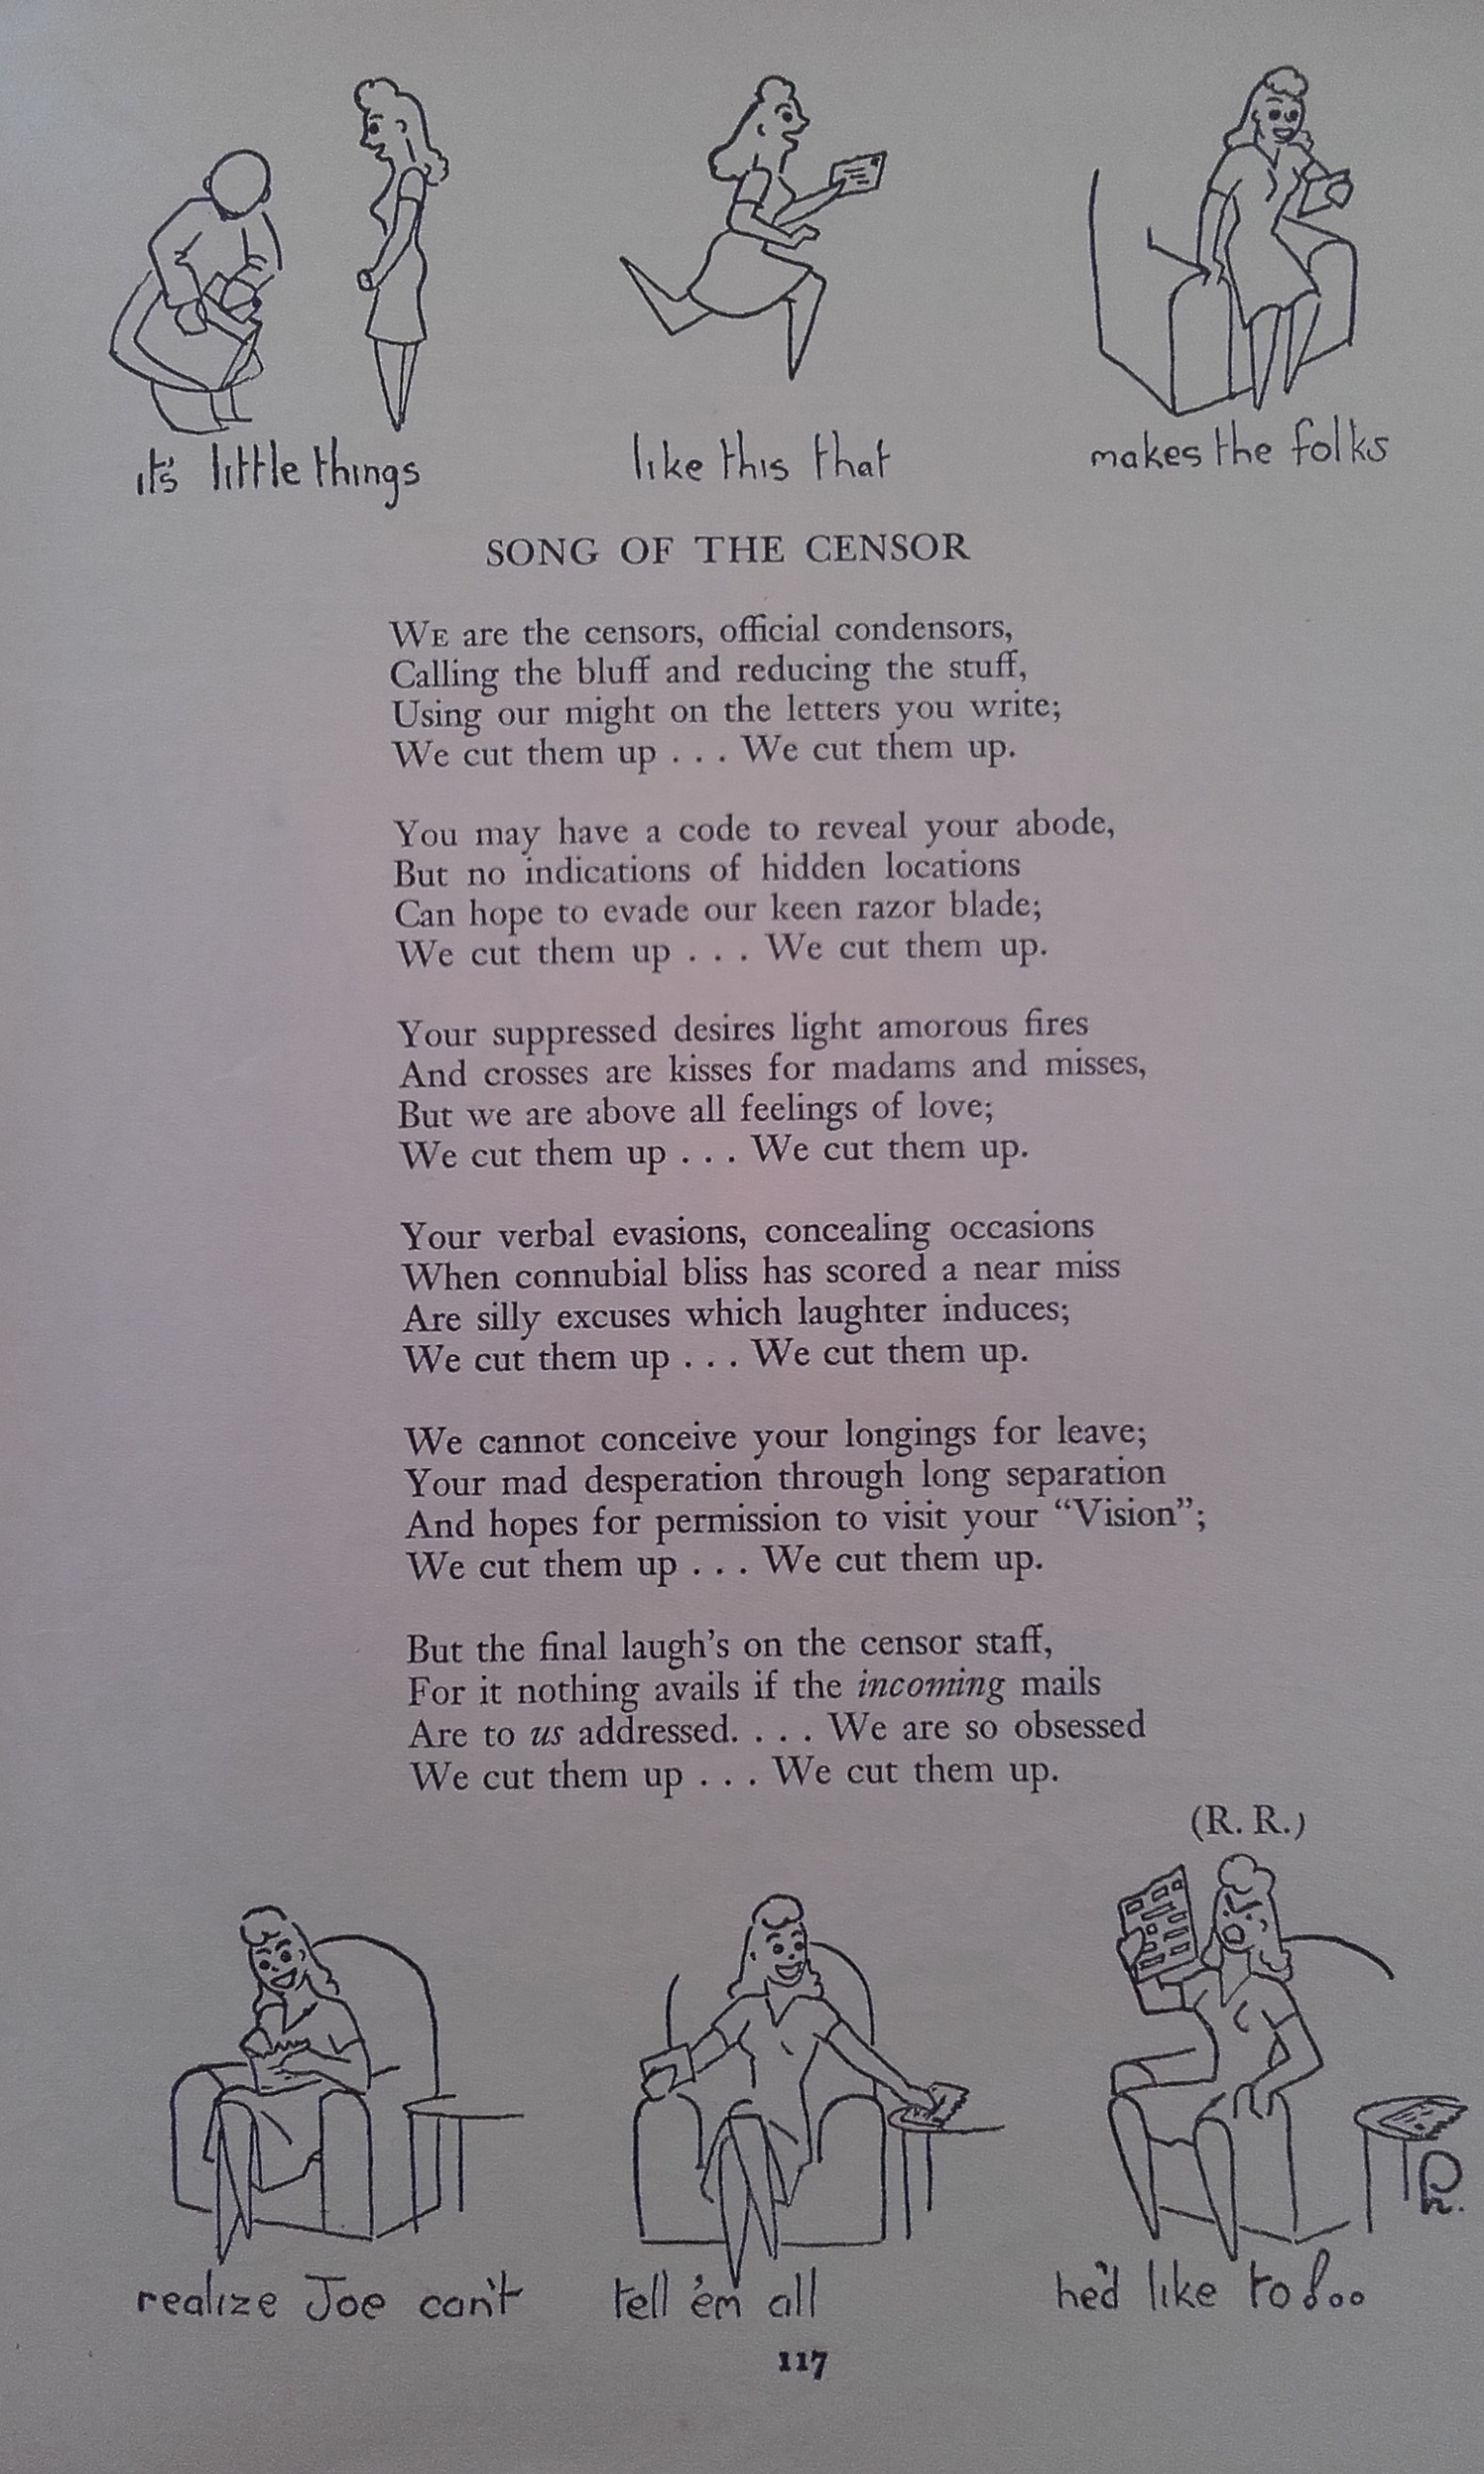 it's little things
like this that
makes the folks
SONG OF THE CENSOR
WE are the censors, official condensors,
Calling the bluff and reducing the stuff,
Using our might on the letters you write;
We cut them up . . . We cut them up.
You may have a code to reveal your abode,
But no indications of hidden locations
Can hope to evade our keen razor blade;
We cut them up . . . We cut them up.
Your suppressed desires light amorous fires
And crosses are kisses for madams and misses,
But we are above all feelings of love;
We cut them up . . . We cut them up.
Your verbal evasions, concealing occasions
When connubial bliss has scored a near miss
Are silly excuses which laughter induces;
We cut them up . . . We cut them up.
We cannot conceive your longings for leave;
Your mad desperation through long separation
And hopes for permission to visit your “Vision”;
We cut them up . . . We cut them up.
But the final laugh’s on the censor staff,
For it nothing avails if the incoming mails
Are to us addressed. . . . We are so obsessed
We cut them up . . . We cut them up.
(R. R.)
realize Joe can't
tell 'em all
he'd like to!...
117